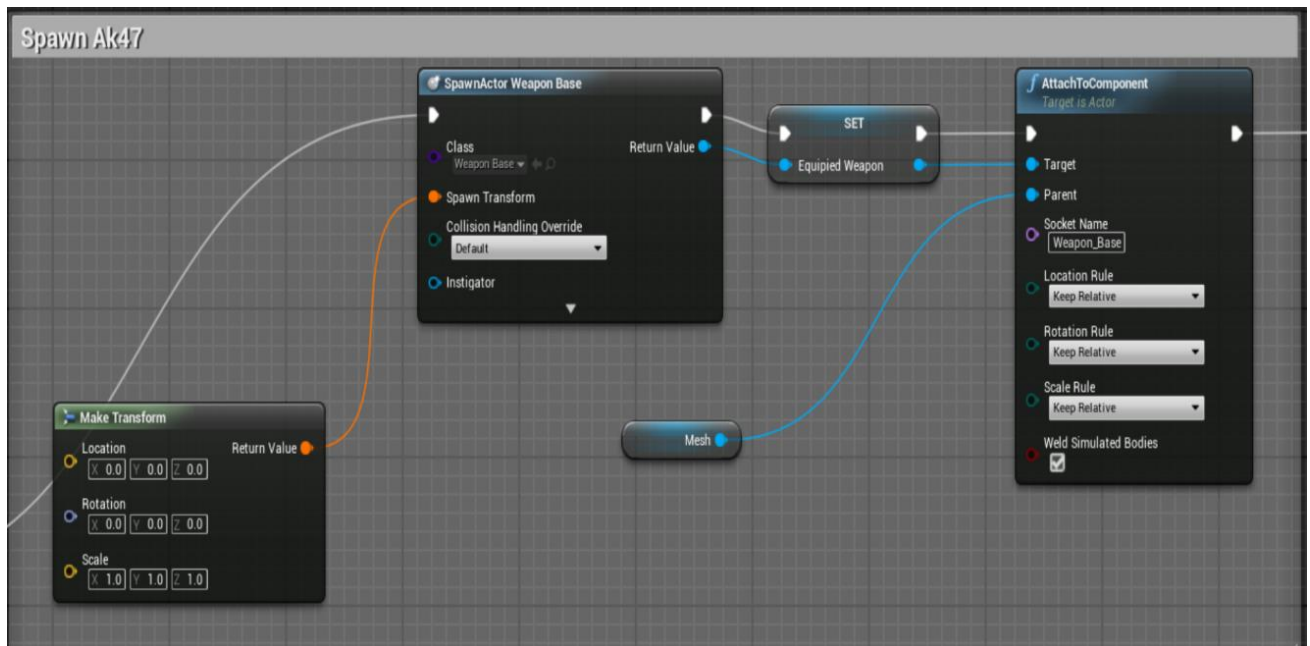 Spawn Ak47
SpawnActor Weapon Base
Class
Weapon Base
Return Value
Spawn Transform
Collision Handling Override
Default
Instigator
SET
Equipied Weapon
AttachToComponent
Target is Actor
Target
Parent
Socket Name
Weapon_Base
Location Rule
Keep Relative
Rotation Rule
Keep Relative
Scale Rule
Keep Relative
Weld Simulated Bodies
Mesh
Make Transform
Location
Return Value
X 0.0 Y 0.0 Z 0.0
Rotation
X 0.0 Y 0.0 Z 0.0
Scale
X 1.0 Y 1.0 Z 1.0